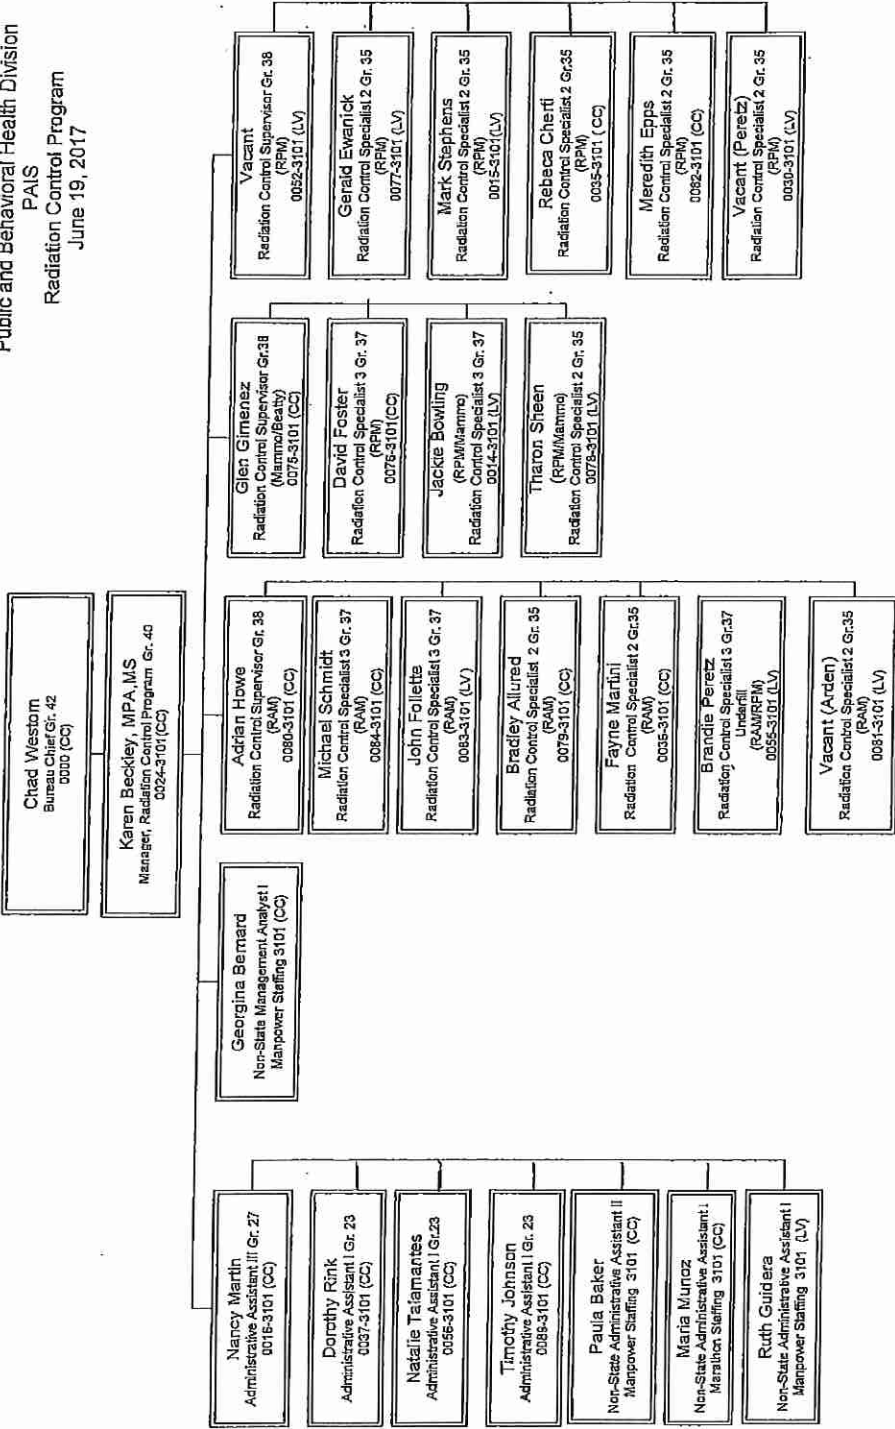 Public and Behavioral Health Division
PAIS
Radiation Control Program
June 19, 2017
Chad Westom
Bureau Chief Gr. 42
0000 (CC)
Karen Beckley, MPA,MS
Manager, Radiation Control Program Gr. 40
0024-3101(CC)
Nancy Martin
Administrative Assistant III Gr. 27
0016-3101 (CC)
Dorothy Rink
Administrative Assistant I Gr. 23
0037-3101 (CC)
Natalie Talamantes
Administrative Assistant I Gr.23
0056-3101 (CC)
Timothy Johnson
Administrative Assistant I Gr. 23
0086-3101 (CC)
Paula Baker
Non-State Administrative Assistant II
Manpower Staffing 3101 (CC)
Maria Munoz
Non-State Administrative Assistant I
Marathon Staffing 3101 (CC)
Ruth Guidera
Non-State Administrative Assistant I
Manpower Staffing 3101 (LV)
Georgina Bernard
Non-State Management Analyst I
Manpower Staffing 3101 (CC)
Adrian Howe
Radiation Control Supervisor Gr. 38
(RAM)
0080-3101 (CC)
Michael Schmidt
Radiation Control Specialist 3 Gr. 37
(RAM)
0084-3101 (CC)
John Follette
Radiation Control Specialist 3 Gr. 37
(RAM)
0083-3101 (LV)
Bradley Allured
Radiation Control Specialist 2 Gr. 35
(RAM)
0079-3101 (CC)
Fayne Martini
Radiation Control Specialist 2 Gr.35
(RAM)
0035-3101 (CC)
Brandie Peretz
Radiation Control Specialist 3 Gr.37
Underfill
(RAM/RPM)
0055-3101 (LV)
Vacant (Arden)
Radiation Control Specialist 2 Gr.35
(RAM)
0081-3101 (LV)
Glen Gimenez
Radiation Control Supervisor Gr.38
(Mammo/Beatty)
0075-3101 (CC)
David Foster
Radiation Control Specialist 3 Gr. 37
(RPM)
0076-3101(CC)
Jackie Bowling
(RPM/Mammo)
Radiation Control Specialist 3 Gr. 37
0014-3101 (LV)
Tharon Sheen
(RPM/Mammo)
Radiation Control Specialist 2 Gr. 35
0078-3101 (LV)
Vacant
Radiation Control Supervisor Gr. 38
(RPM)
0052-3101 (LV)
Gerald Ewanick
Radiation Control Specialist 2 Gr. 35
(RPM)
0077-3101 (LV)
Mark Stephens
Radiation Control Specialist 2 Gr. 35
(RPM)
0015-3101(LV)
Rebeca Cherti
Radiation Control Specialist 2 Gr.35
(RPM)
0035-3101 ( CC)
Meredith Epps
Radiation Control Specialist 2 Gr. 35
(RPM)
0082-3101 (CC)
Vacant (Peretz)
Radiation Control Specialist 2 Gr. 35
(RPM)
0030-3101 (LV)